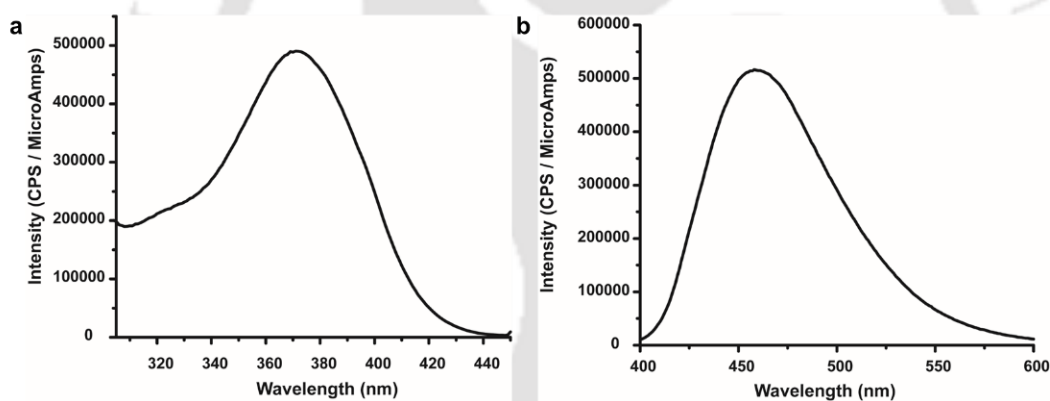 a
Intensity (CPS / MicroAmps)
500000
400000
300000
200000
100000
0
320 340 360 380 400 420 440
Wavelength (nm)
b
Intensity (CPS / MicroAmps)
600000
500000
400000
300000
200000
100000
0
400 450 500 550 600
Wavelength (nm)